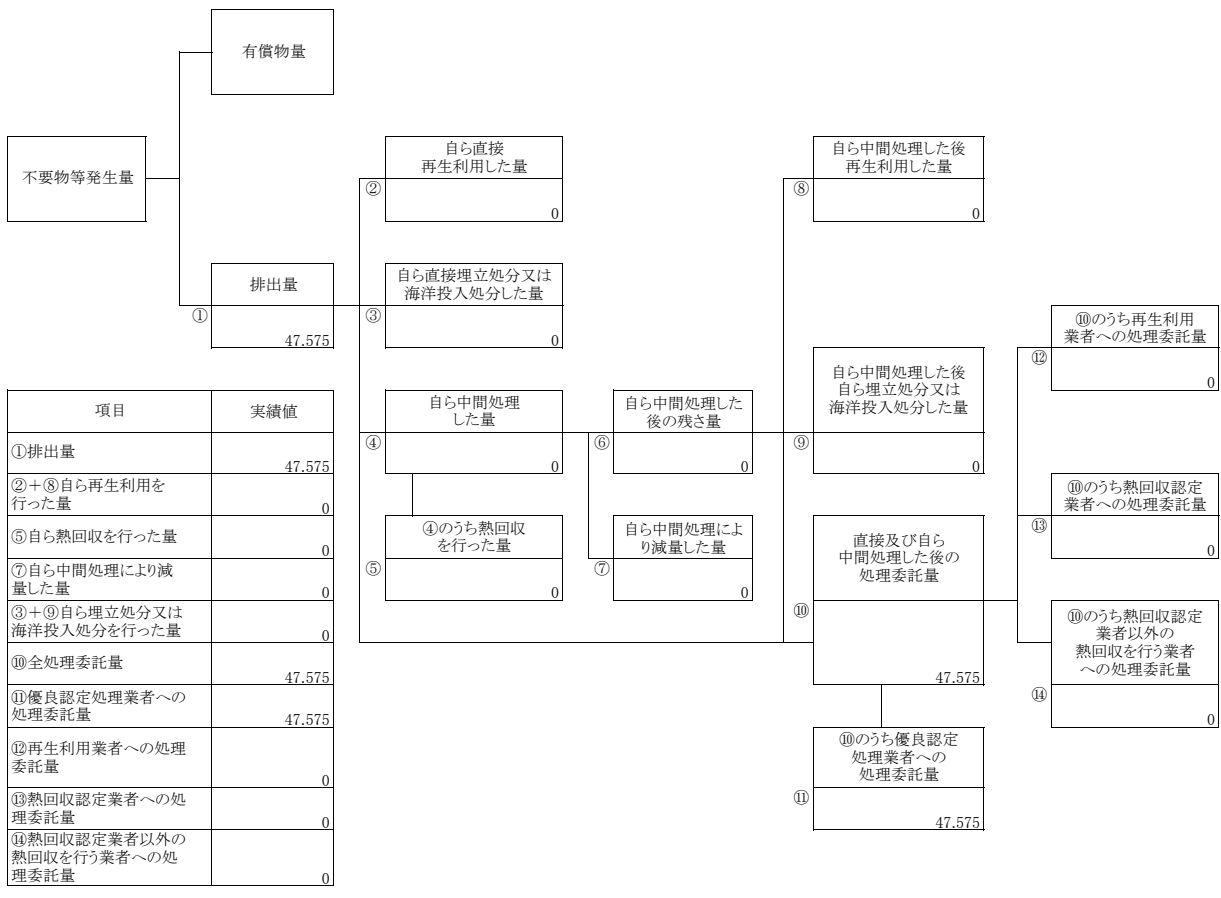 有償物量
不要物等発生量
自ら直接
再生利用した量
②
0
自ら中間処理した後
再生利用した量
⑧
0
排出量
①
47.575
自ら直接埋立処分又は
海洋投入処分した量
③
0
⑩のうち再生利用
業者への処理委託量
⑫
0
自ら中間処理
した量
④
0
自ら中間処理した
後の残さ量
⑥
0
自ら中間処理した後
自ら埋立処分又は
海洋投入処分した量
⑨
0
④のうち熱回収
を行った量
⑤
0
自ら中間処理によ
り減量した量
⑦
0
直接及び自ら
中間処理した後の
処理委託量
⑩
47.575
⑩のうち熱回収認定
業者への処理委託量
⑬
0
⑩のうち熱回収認定
業者以外の
熱回収を行う業者
への処理委託量
⑭
0
⑩のうち優良認定
処理業者への
処理委託量
⑪
47.575
項目
実績値
①排出量
47.575
②＋⑧自ら再生利用を
行った量
0
⑤自ら熱回収を行った量
0
⑦自ら中間処理により減
量した量
0
③＋⑨自ら埋立処分又は
海洋投入処分を行った量
0
⑩全処理委託量
47.575
⑪優良認定処理業者への
処理委託量
47.575
⑫再生利用業者への処理
委託量
0
⑬熱回収認定業者への処
理委託量
0
⑭熱回収認定業者以外の
熱回収を行う業者への処
理委託量
0